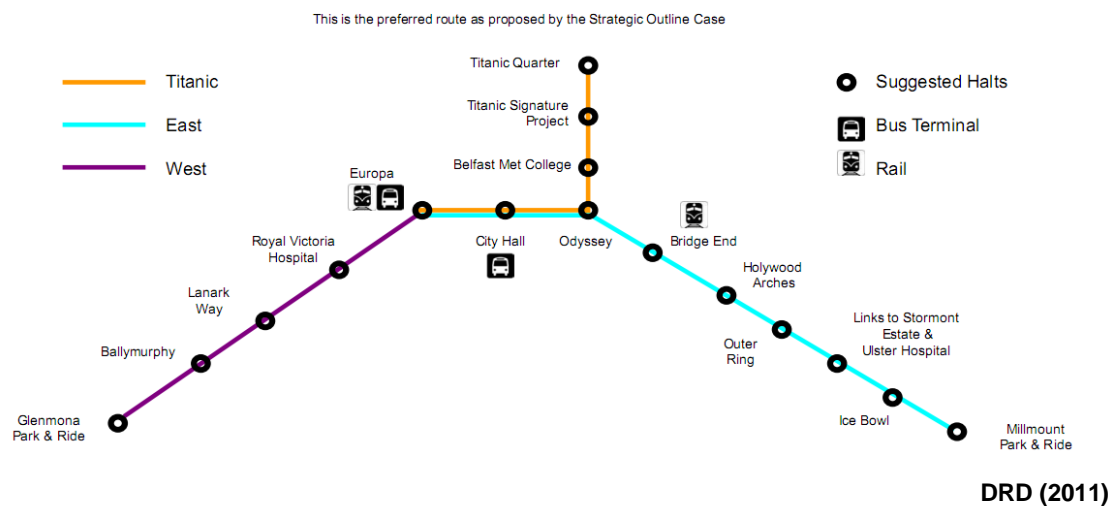 This is the preferred route as proposed by the Strategic Outline Case
Titanic
East
West
Suggested Halts
Bus Terminal
Rail
Titanic Quarter
Titanic Signature
Project
Belfast Met College
Europa
City Hall
Odyssey
Bridge End
Royal Victoria
Hospital
Holywood
Arches
Lanark
Way
Outer
Ring
Links to Stormont
Estate &
Ulster Hospital
Ballymurphy
Ice Bowl
Glenmona
Park & Ride
Millmount
Park & Ride
DRD (2011)